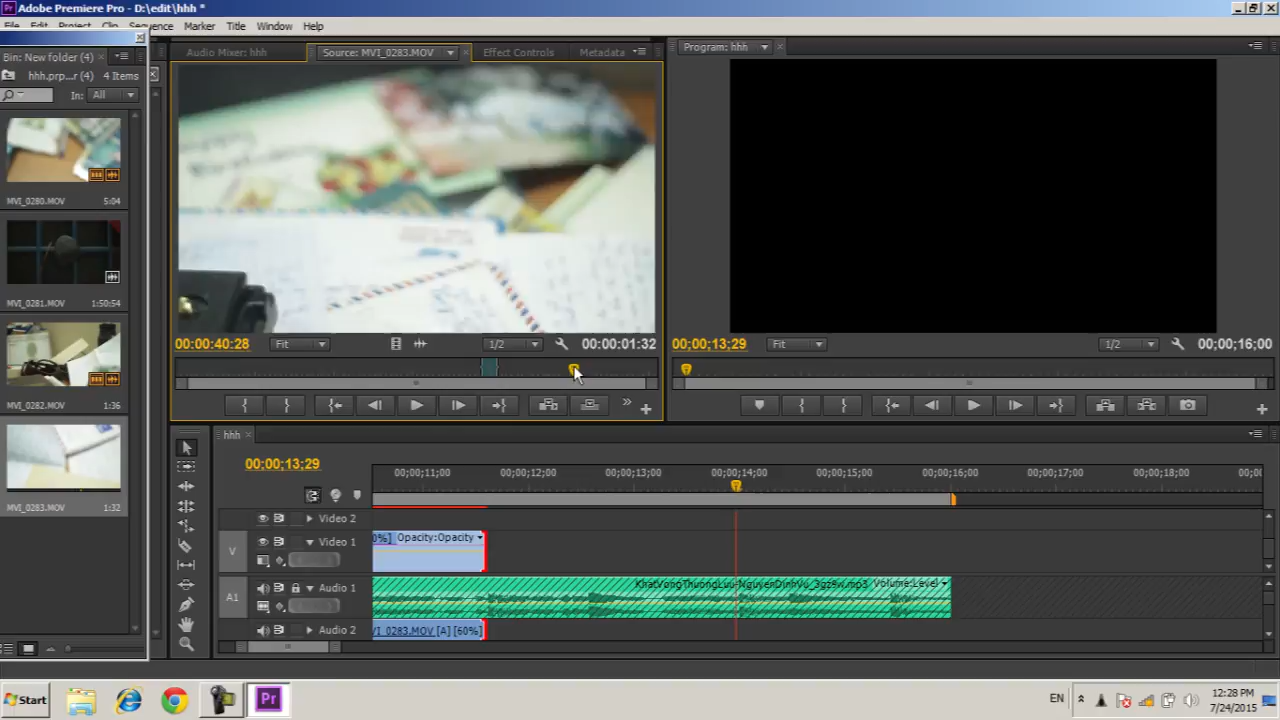 Adobe Premiere Pro - D:\edit\hhh *
File Edit Project Clip Sequence Marker Title Window Help
Bin: New folder (4)
hhh.prp...r (4) 4 Items
In: All
MVI_0280.MOV 5:04
MVI_0281.MOV 1:50:54
MVI_0282.MOV 1:36
MVI_0283.MOV 1:32
Audio Mixer: hhh Source: MVI_0283.MOV Effect Controls Metadata
00:00:40:28 Fit 1/2 00:00:01:32
Program: hhh
00;00;13;29 Fit 1/2 00;00;16;00
hhh
00;00;13;29
00;00;11;00 00;00;12;00 00;00;13;00 00;00;14;00 00;00;15;00 00;00;16;00 00;00;17;00 00;00;18;00 00;00
Video 2
V Video 1
0%] Opacity:Opacity
A1 Audio 1
KhatVongThuongLuu-NguyenDinhVu_3gz9w.mp3 Volume:Level
Audio 2
VI_0283.MOV [A] [60%]
Start
Pr
EN
12:28 PM
7/24/2015